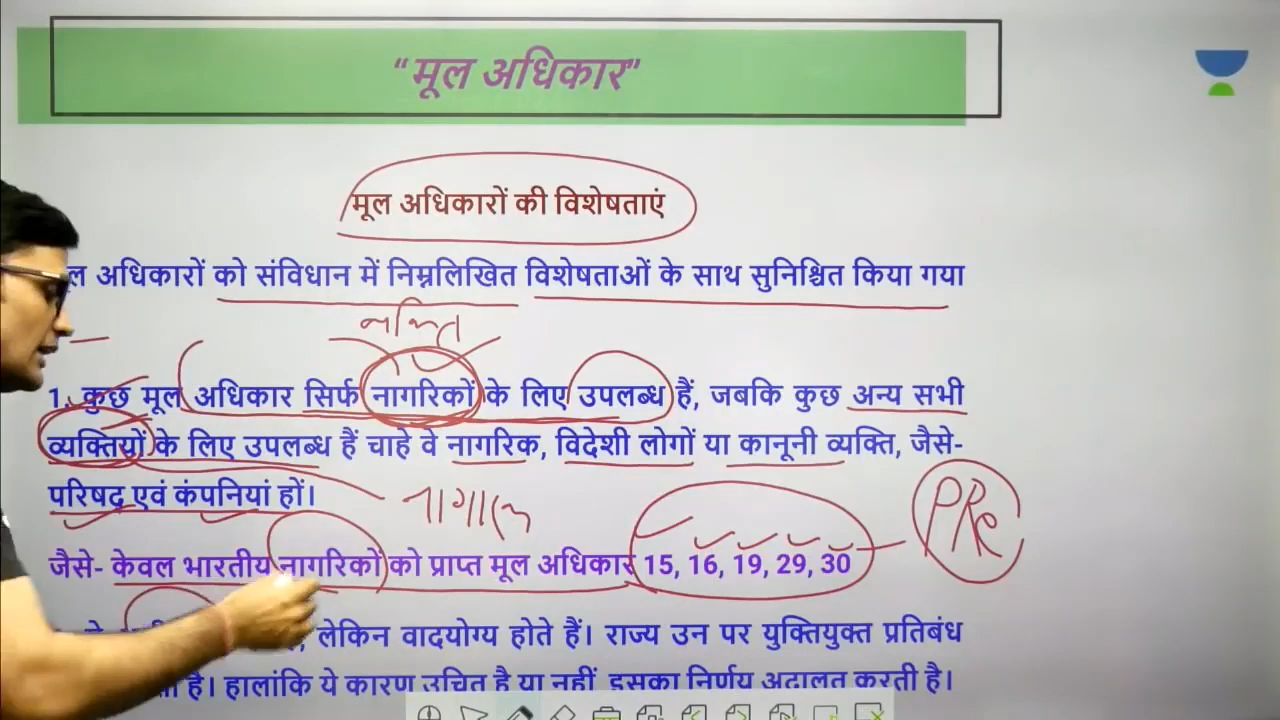 “मूल अधिकार”
मूल अधिकारों की विशेषताएं
अधिकारों को संविधान में निम्नलिखित विशेषताओं के साथ सुनिश्चित किया गया
1. कुछ मूल अधिकार सिर्फ नागरिकों के लिए उपलब्ध हैं, जबकि कुछ अन्य सभी
व्यक्तियों के लिए उपलब्ध हैं चाहे वे नागरिक, विदेशी लोगों या कानूनी व्यक्ति, जैसे-
परिषद एवं कंपनियां हों।
PRe
जैसे- केवल भारतीय नागरिकों को प्राप्त मूल अधिकार 15, 16, 19, 29, 30
लेकिन वादयोग्य होते हैं। राज्य उन पर युक्तियुक्त प्रतिबंध
है। हालांकि ये कारण उचित है या नहीं, इसका निर्णय अदालत करती है।